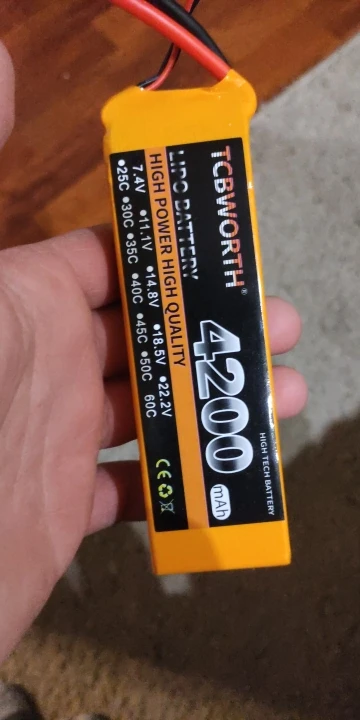 TCBWORTH®
4200 mAh
HIGH TECH BATTERY
LIPO BATTERY
HIGH POWER HIGH QUALITY
7.4V ●11.1V ●14.8V ●18.5V ●22.2V
●25C ●30C ●35C ●40C ●45C ●50C 60C
CE